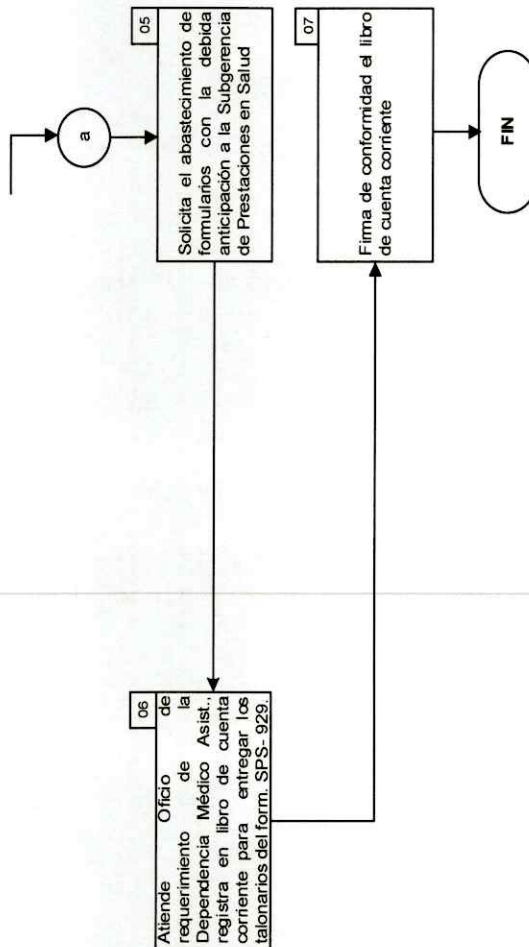 a
05
Solicita el abastecimiento de
formularios con la debida
anticipación a la Subgerencia
de Prestaciones en Salud
06
Atiende Oficio de
requerimiento de la
Dependencia Médico Asist.,
registra en libro de cuenta
corriente para entregar los
talonarios del form. SPS- 929.
07
Firma de conformidad el libro
de cuenta corriente
FIN